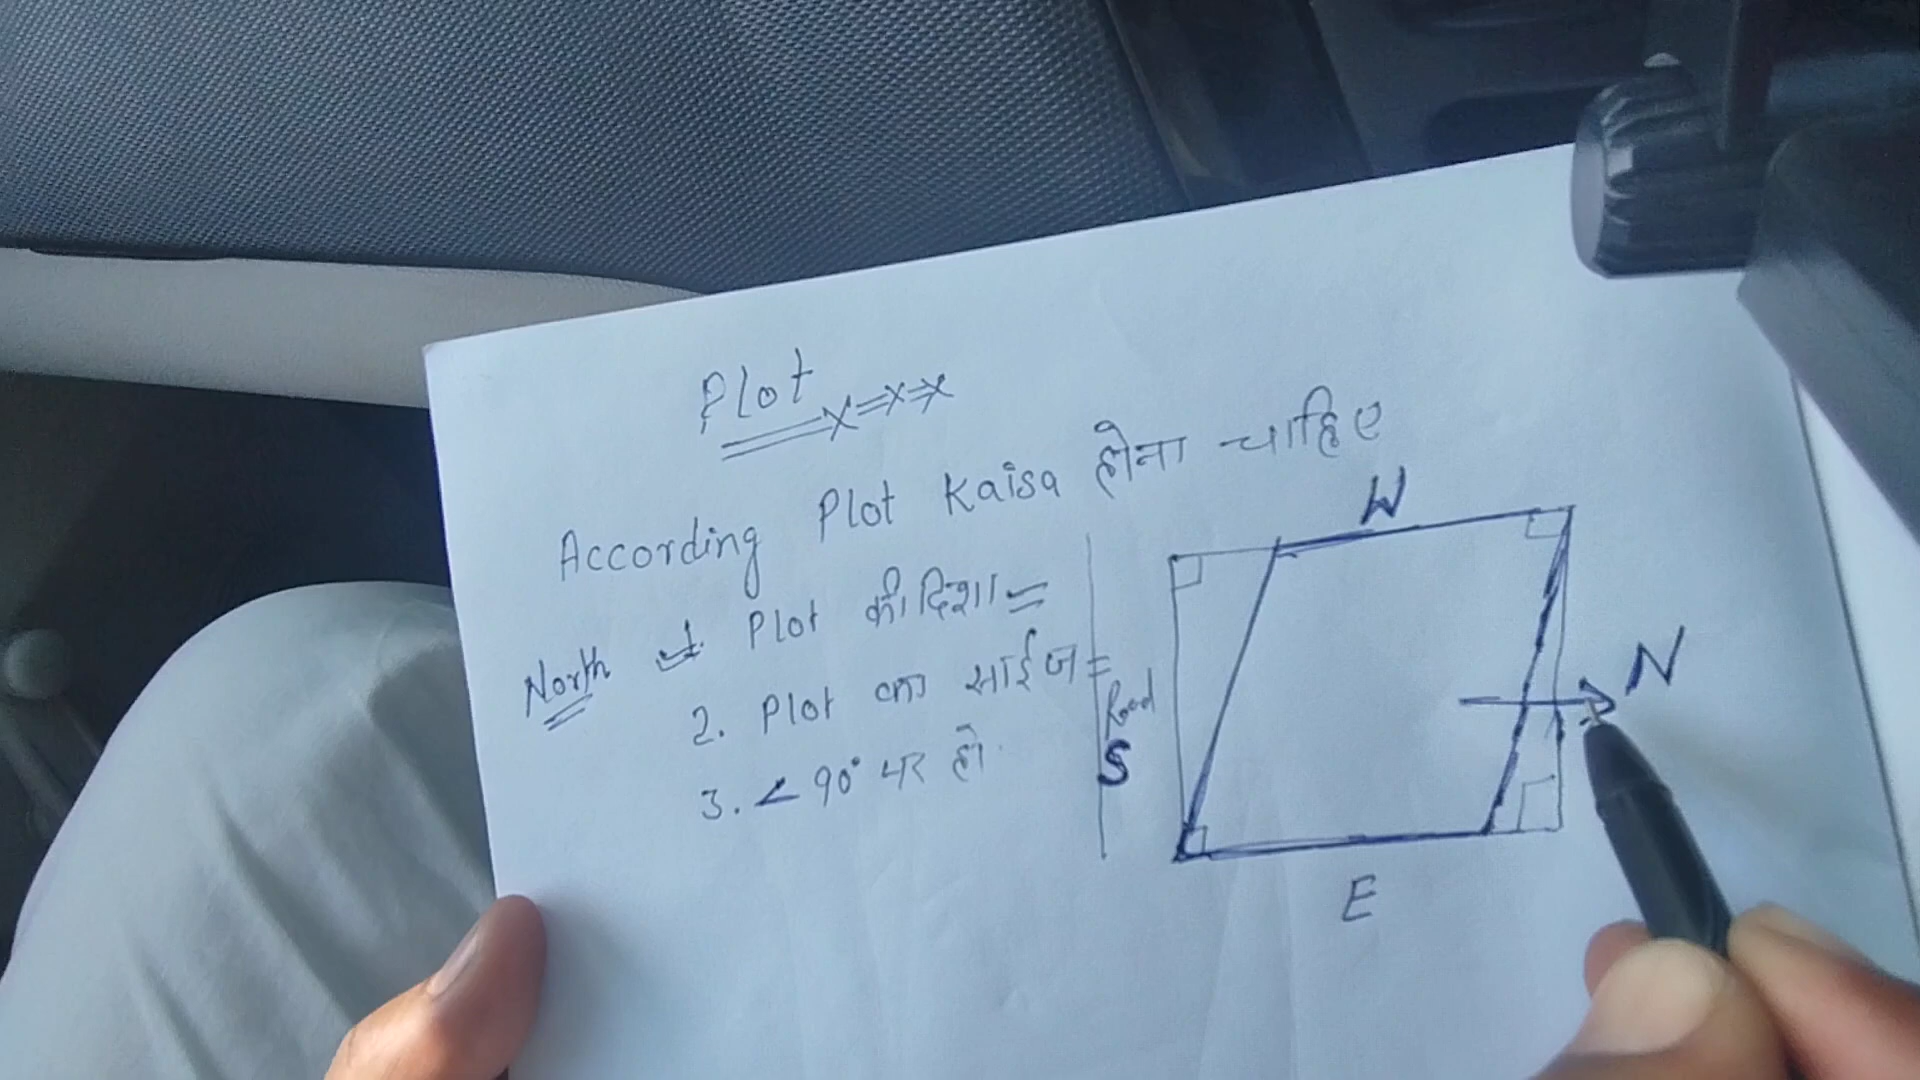 Plot
According Plot Kaisa होना चाहिए
North 1. Plot की दिशा =
2. Plot का साईज =
3. ∠ 90° पर हो.
W
N
Road
S
E